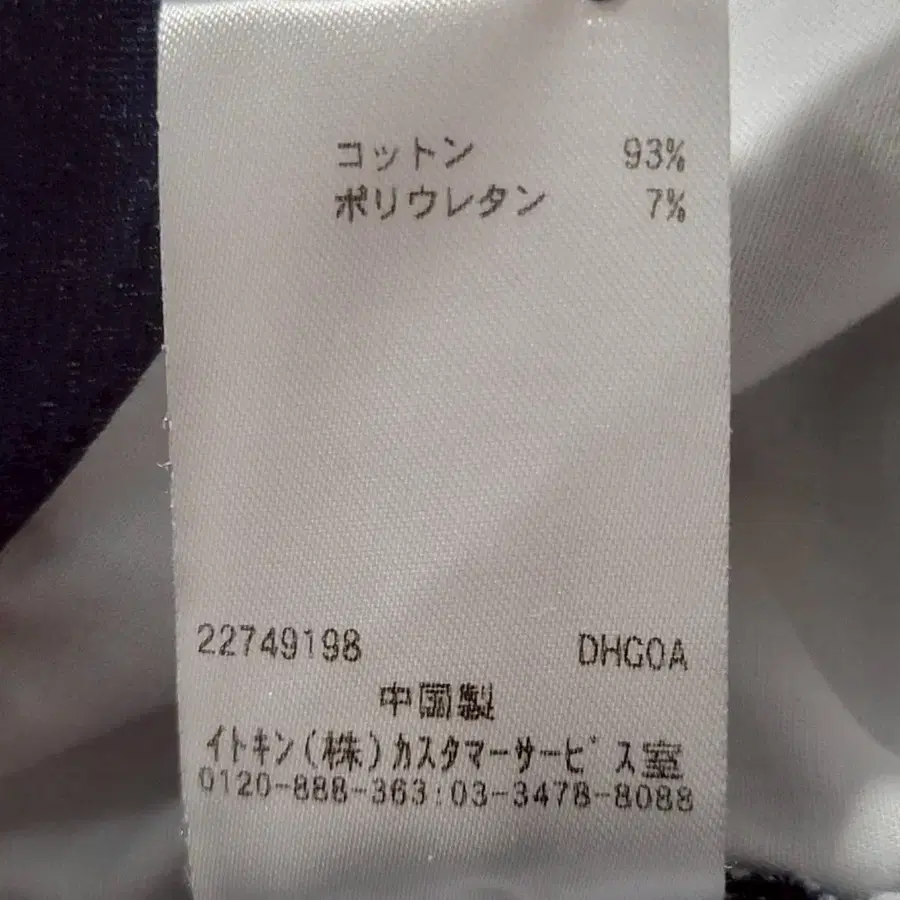 コットン 93%
ポリウレタン 7%
22749198 DHG0A
中国製
イトキン(株)カスタマーサービス室
0120-888-363:03-3478-8088